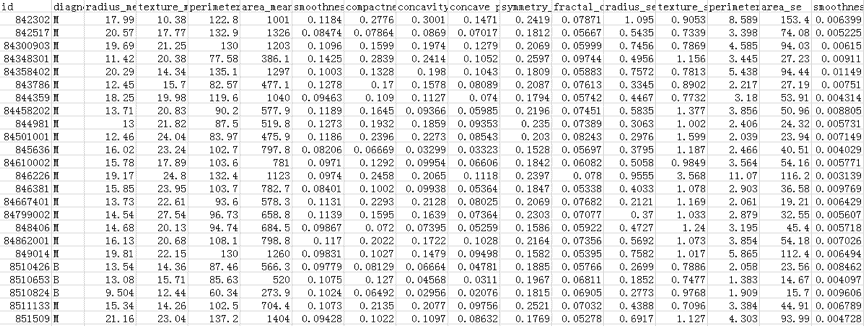 id diagn radius_me texture_m perimeter area_mean smoothnes compactne concavity concave p symmetry_ fractal_d radius_se texture_s perimeter area_se smoothnes
842302 M 17.99 10.38 122.8 1001 0.1184 0.2776 0.3001 0.1471 0.2419 0.07871 1.095 0.9053 8.589 153.4 0.006399
842517 M 20.57 17.77 132.9 1326 0.08474 0.07864 0.0869 0.07017 0.1812 0.05667 0.5435 0.7339 3.398 74.08 0.005225
84300903 M 19.69 21.25 130 1203 0.1096 0.1599 0.1974 0.1279 0.2069 0.05999 0.7456 0.7869 4.585 94.03 0.00615
84348301 M 11.42 20.38 77.58 386.1 0.1425 0.2839 0.2414 0.1052 0.2597 0.09744 0.4956 1.156 3.445 27.23 0.00911
84358402 M 20.29 14.34 135.1 1297 0.1003 0.1328 0.198 0.1043 0.1809 0.05883 0.7572 0.7813 5.438 94.44 0.01149
843786 M 12.45 15.7 82.57 477.1 0.1278 0.17 0.1578 0.08089 0.2087 0.07613 0.3345 0.8902 2.217 27.19 0.00751
844359 M 18.25 19.98 119.6 1040 0.09463 0.109 0.1127 0.074 0.1794 0.05742 0.4467 0.7732 3.18 53.91 0.004314
84458202 M 13.71 20.83 90.2 577.9 0.1189 0.1645 0.09366 0.05985 0.2196 0.07451 0.5835 1.377 3.856 50.96 0.008805
844981 M 13 21.82 87.5 519.8 0.1273 0.1932 0.1859 0.09353 0.235 0.07389 0.3063 1.002 2.406 24.32 0.005731
84501001 M 12.46 24.04 83.97 475.9 0.1186 0.2396 0.2273 0.08543 0.203 0.08243 0.2976 1.599 2.039 23.94 0.007149
845636 M 16.02 23.24 102.7 797.8 0.08206 0.06669 0.03299 0.03323 0.1528 0.05697 0.3795 1.187 2.466 40.51 0.004029
84610002 M 15.78 17.89 103.6 781 0.0971 0.1292 0.09954 0.06606 0.1842 0.06082 0.5058 0.9849 3.564 54.16 0.005771
846226 M 19.17 24.8 132.4 1123 0.0974 0.2458 0.2065 0.1118 0.2397 0.078 0.9555 3.568 11.07 116.2 0.003139
846381 M 15.85 23.95 103.7 782.7 0.08401 0.1002 0.09938 0.05364 0.1847 0.05338 0.4033 1.078 2.903 36.58 0.009769
84667401 M 13.73 22.61 93.6 578.3 0.1131 0.2293 0.2128 0.08025 0.2069 0.07682 0.2121 1.169 2.061 19.21 0.006429
84799002 M 14.54 27.54 96.73 658.8 0.1139 0.1595 0.1639 0.07364 0.2303 0.07077 0.37 1.033 2.879 32.55 0.005607
848406 M 14.68 20.13 94.74 684.5 0.09867 0.072 0.07395 0.05259 0.1586 0.05922 0.4727 1.24 3.195 45.4 0.005718
84862001 M 16.13 20.68 108.1 798.8 0.117 0.2022 0.1722 0.1028 0.2164 0.07356 0.5692 1.073 3.854 54.18 0.007026
849014 M 19.81 22.15 130 1260 0.09831 0.1027 0.1479 0.09498 0.1582 0.05395 0.7582 1.017 5.865 112.4 0.006494
8510426 B 13.54 14.36 87.46 566.3 0.09779 0.08129 0.06664 0.04781 0.1885 0.05766 0.2699 0.7886 2.058 23.56 0.008462
8510653 B 13.08 15.71 85.63 520 0.1075 0.127 0.04568 0.0311 0.1967 0.06811 0.1852 0.7477 1.383 14.67 0.004097
8510824 B 9.504 12.44 60.34 273.9 0.1024 0.06492 0.02956 0.02076 0.1815 0.06905 0.2773 0.9768 1.909 15.7 0.009606
8511133 M 15.34 14.26 102.5 704.4 0.1073 0.2135 0.2077 0.09756 0.2521 0.07032 0.4388 0.7096 3.384 44.91 0.006789
851509 M 21.16 23.04 137.2 1404 0.09428 0.1022 0.1097 0.08632 0.1769 0.05278 0.6917 1.127 4.303 93.99 0.004728